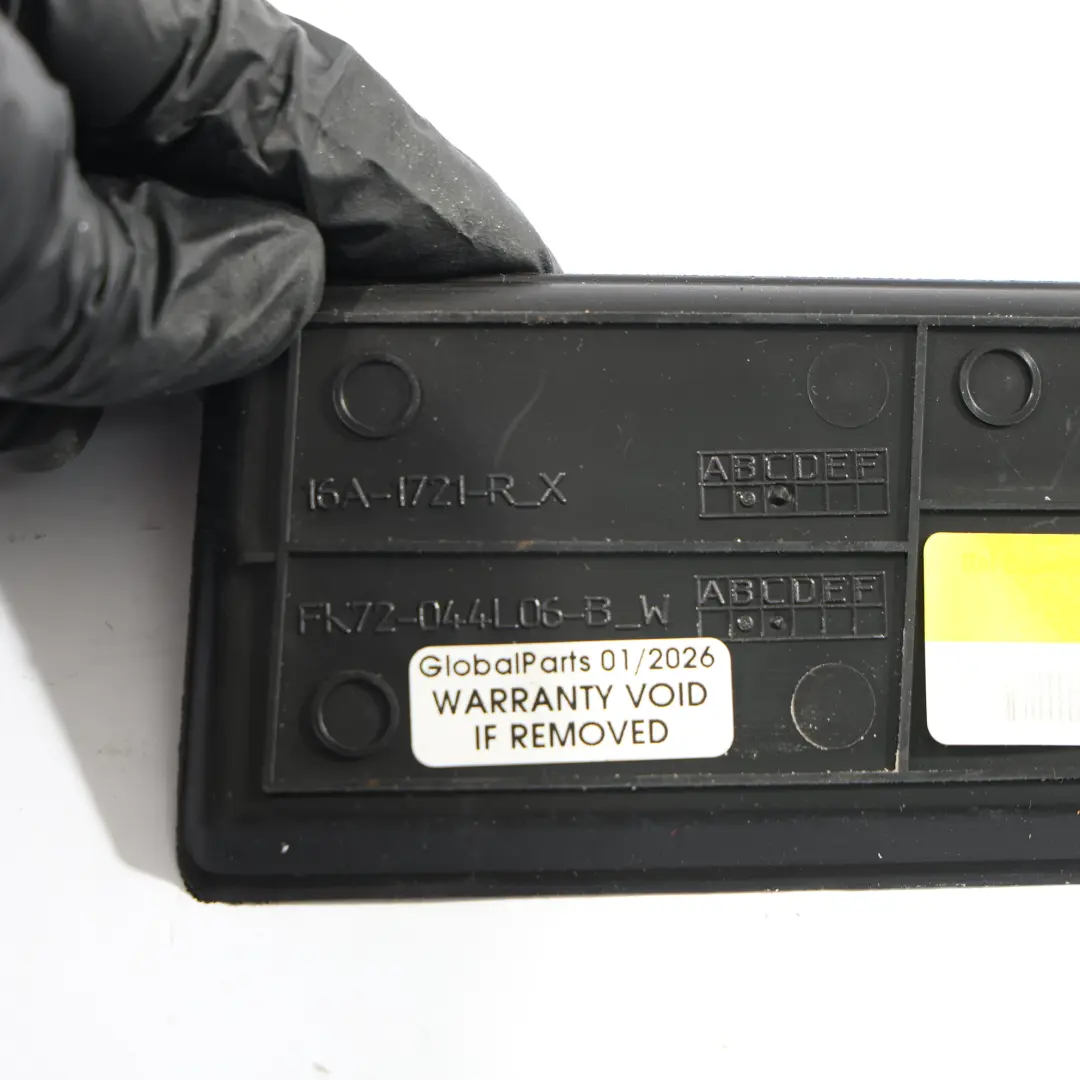 16A-1721-R_X
ABCDEF
FK72-044L06-B_W
ABCDEF
GlobalParts 01/2026
WARRANTY VOID
IF REMOVED